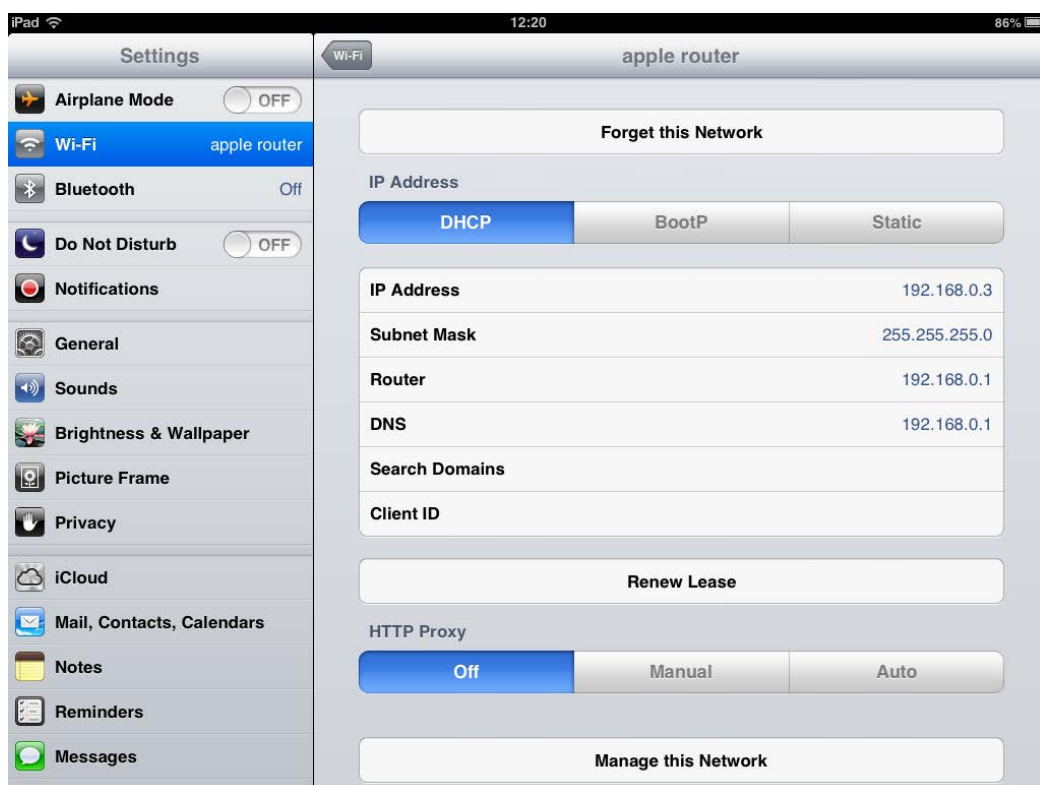 iPad 12:20 86%
Settings
Airplane Mode OFF
Wi-Fi apple router
Bluetooth Off
Do Not Disturb OFF
Notifications
General
Sounds
Brightness & Wallpaper
Picture Frame
Privacy
iCloud
Mail, Contacts, Calendars
Notes
Reminders
Messages
Wi-Fi apple router
Forget this Network
IP Address
DHCP BootP Static
IP Address 192.168.0.3
Subnet Mask 255.255.255.0
Router 192.168.0.1
DNS 192.168.0.1
Search Domains
Client ID
Renew Lease
HTTP Proxy
Off Manual Auto
Manage this Network